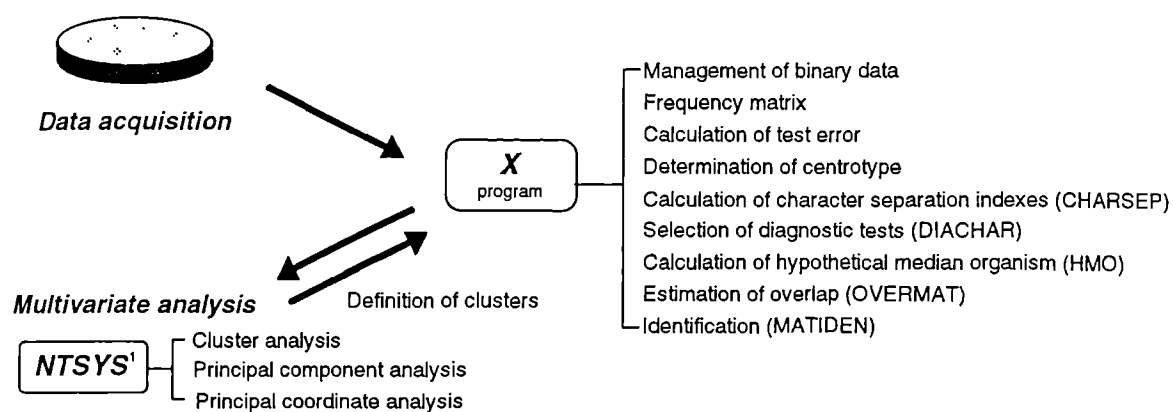 Data acquisition
X
program
Management of binary data
Frequency matrix
Calculation of test error
Determination of centrotype
Calculation of character separation indexes (CHARSEP)
Selection of diagnostic tests (DIACHAR)
Calculation of hypothetical median organism (HMO)
Estimation of overlap (OVERMAT)
Identification (MATIDEN)
Multivariate analysis
Definition of clusters
NTSYS¹
Cluster analysis
Principal component analysis
Principal coordinate analysis